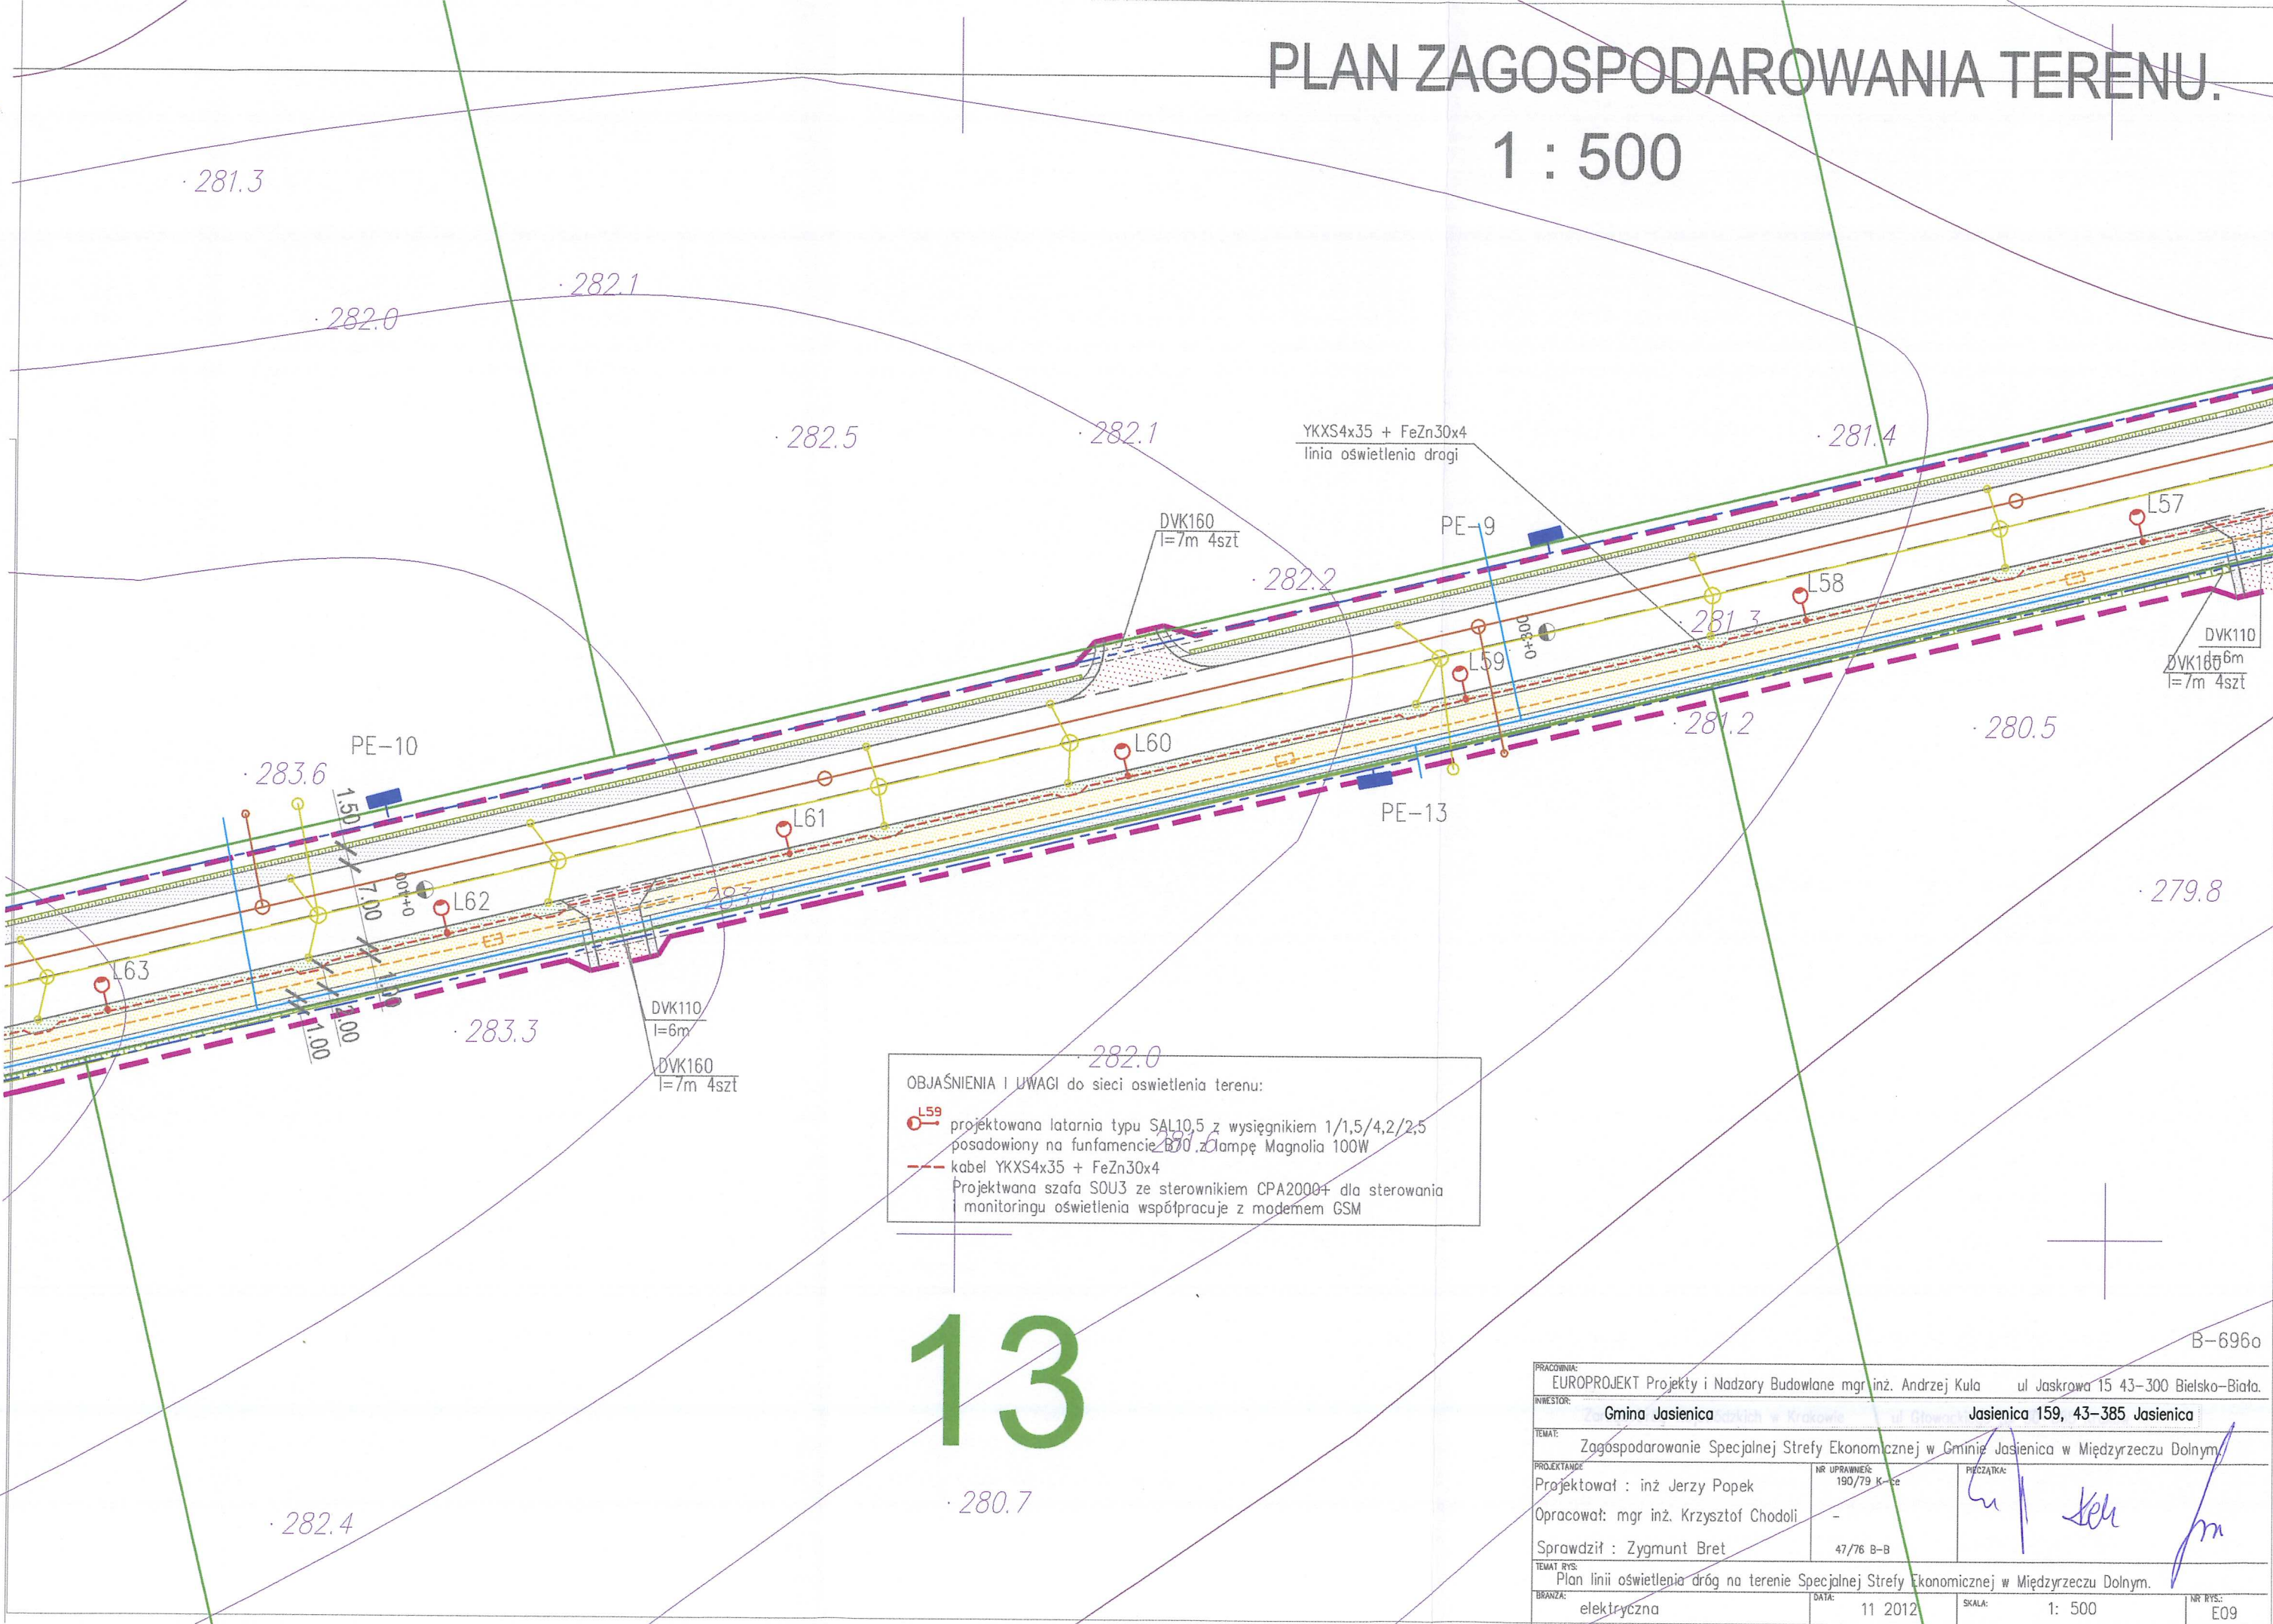 PLAN ZAGOSPODAROWANIA TERENU.
1 : 500
281.3
282.1
282.0
282.5
282.1
YKXS4x35 + FeZn30x4
linia oświetlenia drogi
281.4
DVK160
l=7m 4szt
PE-9
L57
282.2
L58
281.3
0+300
L59
DVK110
l=6m
DVK160
l=7m 4szt
281.2
280.5
PE-10
L60
283.6
1.50
PE-13
L61
7.00
0+400
L62
283.0
279.8
L63
1.00
2.00
1.00
283.3
DVK110
l=6m
DVK160
l=7m 4szt
282.0
OBJAŚNIENIA I UWAGI do sieci oswietlenia terenu:
L59
projektowana latarnia typu SAL10,5 z wysięgnikiem 1/1,5/4,2/2,5
posadowiony na funfamencie B70 z lampę Magnolia 100W
281.6
kabel YKXS4x35 + FeZn30x4
Projektwana szafa SOU3 ze sterownikiem CPA2000+ dla sterowania
i monitoringu oświetlenia współpracuje z modemem GSM
13
B-696a
PRACOWNIA:
EUROPROJEKT Projekty i Nadzory Budowlane mgr inż. Andrzej Kula ul Jaskrowa 15 43-300 Bielsko-Biała.
INWESTOR:
Gmina Jasienica Jasienica 159, 43-385 Jasienica
TEMAT:
Zagospodarowanie Specjalnej Strefy Ekonomicznej w Gminie Jasienica w Międzyrzeczu Dolnym
PROJEKTANCI: NR UPRAWNIEŃ: PIECZĄTKA:
Projektował : inż Jerzy Popek 190/79 K-ce
Opracował: mgr inż. Krzysztof Chodoli -
Sprawdził : Zygmunt Bret 47/76 B-B
TEMAT RYS:
Plan linii oświetlenia dróg na terenie Specjalnej Strefy Ekonomicznej w Międzyrzeczu Dolnym.
BRANŻA: DATA: SKALA: NR RYS.:
elektryczna 11 2012 1: 500 E09
280.7
282.4